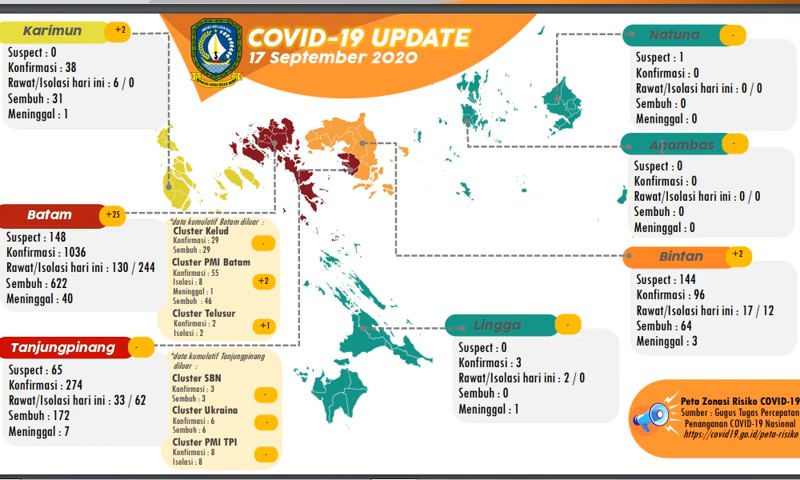 COVID-19 UPDATE
17 September 2020
Karimun
+2
Suspect : 0
Konfirmasi : 38
Rawat/Isolasi hari ini : 6 / 0
Sembuh : 31
Meninggal : 1
Batam
+25
Suspect : 148
Konfirmasi : 1036
Rawat/Isolasi hari ini : 130 / 244
Sembuh : 622
Meninggal : 40
*data kumulatif Batam diluar :
Cluster Kelud
Konfirmasi : 29
Sembuh : 29
-
Cluster PMI Batam
Konfirmasi : 55
Isolasi : 8
Meninggal : 1
Sembuh : 46
+2
Cluster Telusur
Konfirmasi : 2
Isolasi : 2
+1
Tanjungpinang
-
Suspect : 65
Konfirmasi : 274
Rawat/Isolasi hari ini : 33 / 62
Sembuh : 172
Meninggal : 7
*data kumulatif Tanjungpinang
diluar :
Cluster SBN
Konfirmasi : 3
Sembuh : 3
-
Cluster Ukraina
Konfirmasi : 6
Sembuh : 6
-
Cluster PMI TPI
Konfirmasi : 8
Isolasi : 8
-
Natuna
-
Suspect : 1
Konfirmasi : 0
Rawat/Isolasi hari ini : 0 / 0
Sembuh : 0
Meninggal : 0
Anambas
-
Suspect : 0
Konfirmasi : 0
Rawat/Isolasi hari ini : 0 / 0
Sembuh : 0
Meninggal : 0
Bintan
+2
Suspect : 144
Konfirmasi : 96
Rawat/Isolasi hari ini : 17 / 12
Sembuh : 64
Meninggal : 3
Lingga
-
Suspect : 0
Konfirmasi : 3
Rawat/Isolasi hari ini : 2 / 0
Sembuh : 0
Meninggal : 1
Peta Zonasi Risiko COVID-19
Sumber : Gugus Tugas Percepatan
Penanganan COVID-19 Nasional
https://covid19.go.id/peta-risiko